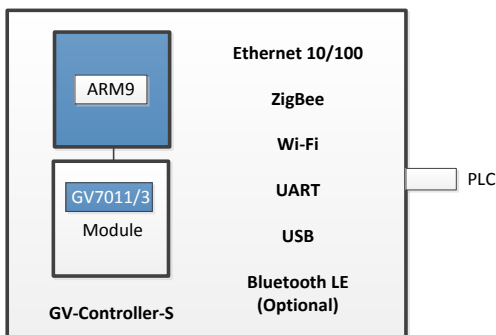 ARM9
GV7011/3
Module
GV-Controller-S
Ethernet 10/100
ZigBee
Wi-Fi
UART
USB
Bluetooth LE
(Optional)
PLC